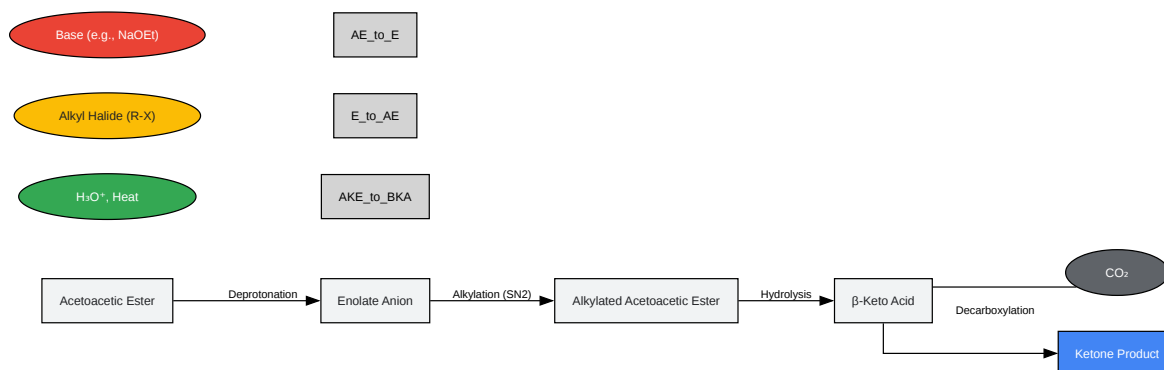 Base (e.g., NaOEt)
AE_to_E
Alkyl Halide (R-X)
E_to_AE
H₃O⁺, Heat
AKE_to_BKA
Acetoacetic Ester
Deprotonation
Enolate Anion
Alkylation (SN2)
Alkylated Acetoacetic Ester
Hydrolysis
β-Keto Acid
CO₂
Decarboxylation
Ketone Product